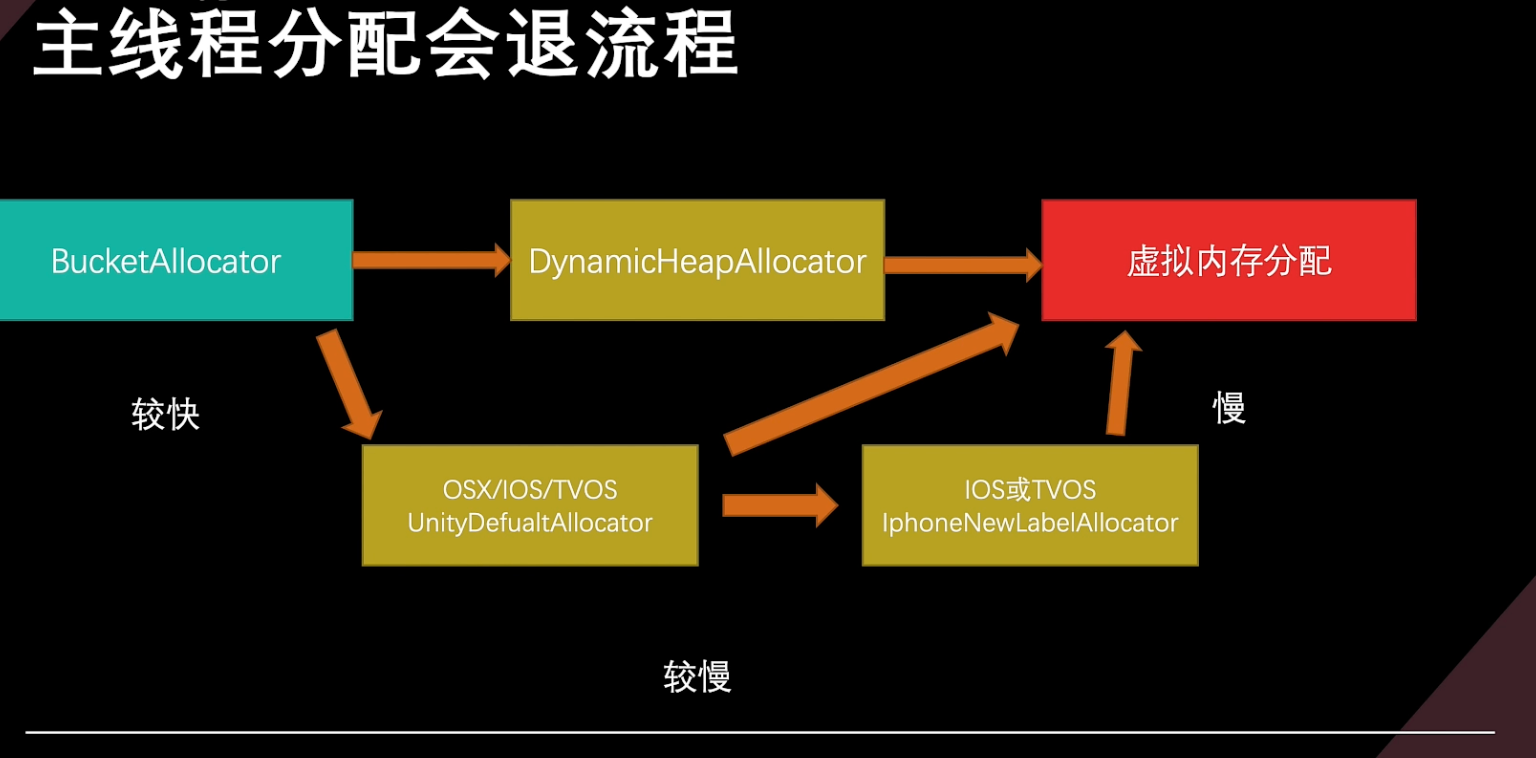 主线程分配会退流程
BucketAllocator
DynamicHeapAllocator
虚拟内存分配
较快
慢
OSX/IOS/TVOS
UnityDefualtAllocator
IOS或TVOS
IphoneNewLabelAllocator
较慢